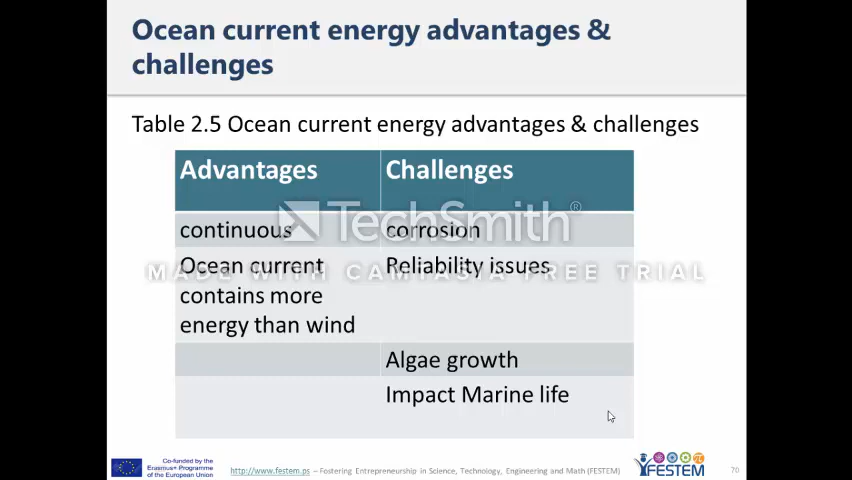 Ocean current energy advantages &
challenges
Table 2.5 Ocean current energy advantages & challenges
Advantages Challenges
TechSmith®
continuous corrosion
Ocean current Reliability issues
MADE WITH CAMTASIA FREE TRIAL
contains more
energy than wind
Algae growth
Impact Marine life
Co-funded by the
Erasmus+ Programme
of the European Union
http://www.festem.ps – Fostering Entrepreneurship in Science, Technology, Engineering and Math (FESTEM)
FESTEM
70